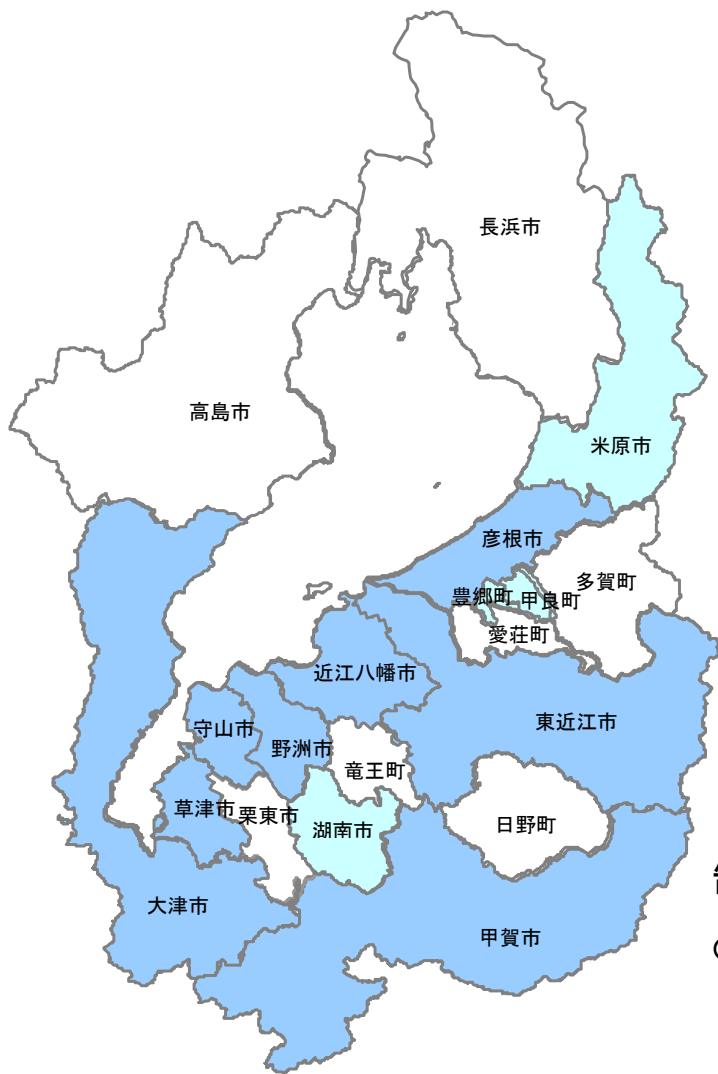 長浜市
高島市
米原市
彦根市
多賀町
豊郷町
甲良町
愛荘町
近江八幡市
東近江市
守山市
野洲市
竜王町
草津市
栗東市
湖南市
日野町
大津市
甲賀市